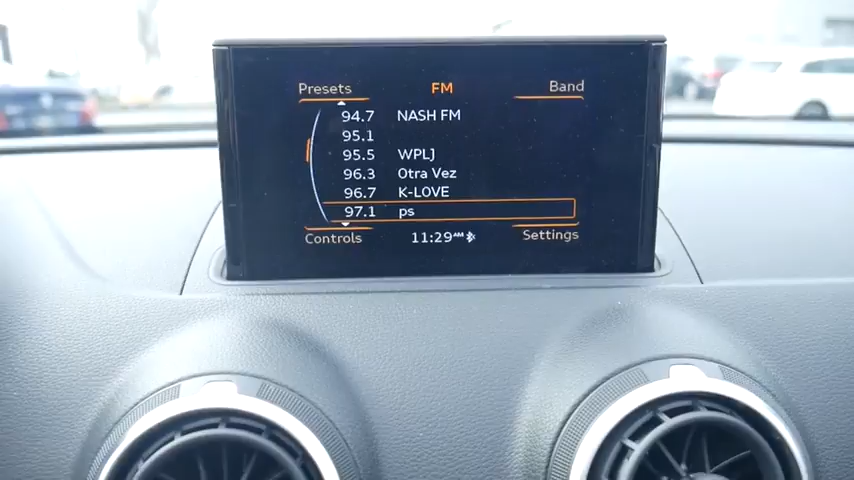 Presets FM Band
94.7 NASH FM
95.1
95.5 WPLJ
96.3 Otra Vez
96.7 K-LOVE
97.1 ps
Controls 11:29 AM Settings